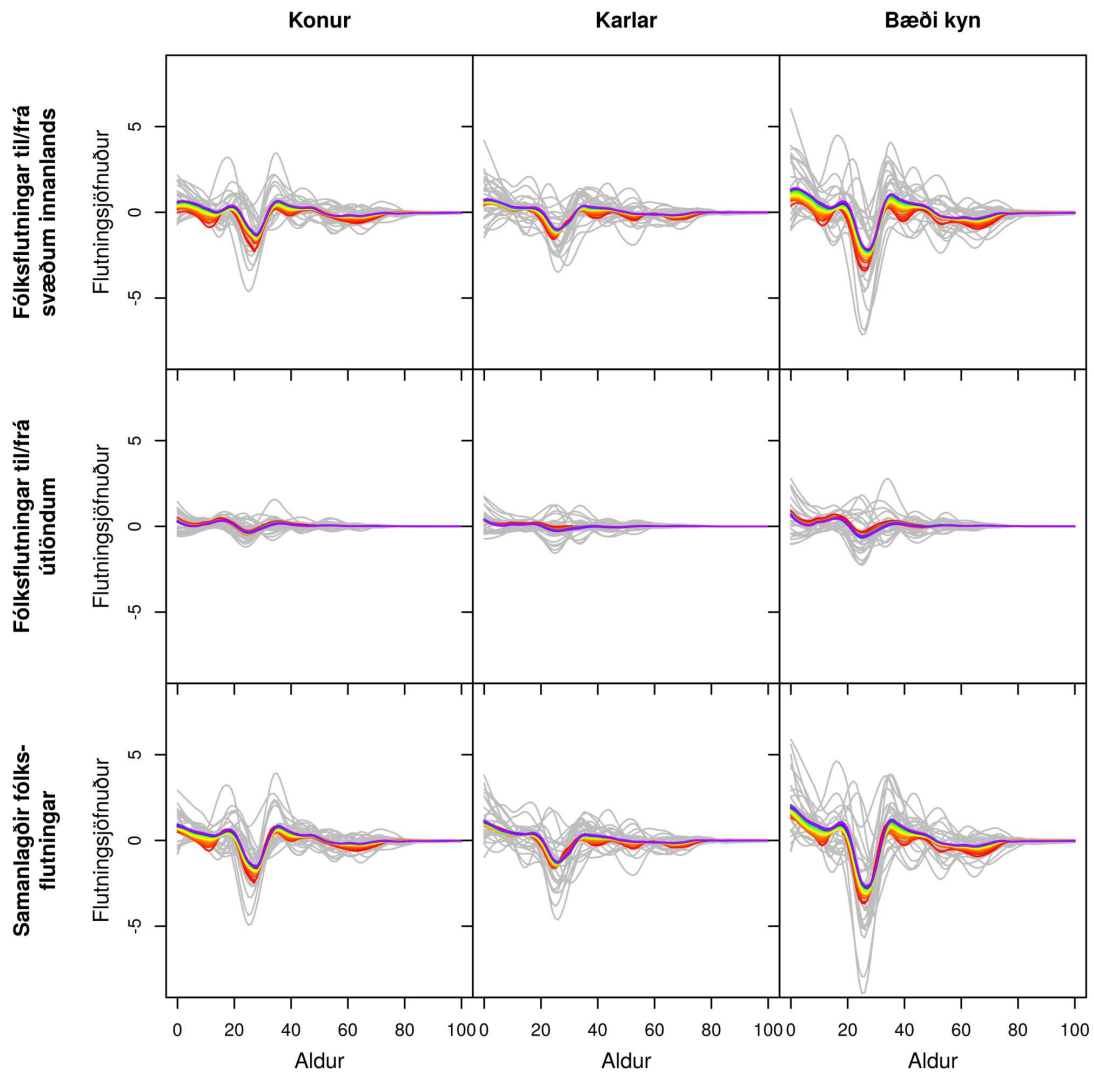 Konur Karlar Bæði kyn
Fólksflutningar til/frá
svæðum innanlands
Flutningsjöfnuður
5
0
-5
Fólksflutningar til/frá
útlöndum
Flutningsjöfnuður
5
0
-5
Samanlagðir fólks-
flutningar
Flutningsjöfnuður
5
0
-5
0 20 40 60 80 100 0 20 40 60 80 100 0 20 40 60 80 100
Aldur Aldur Aldur